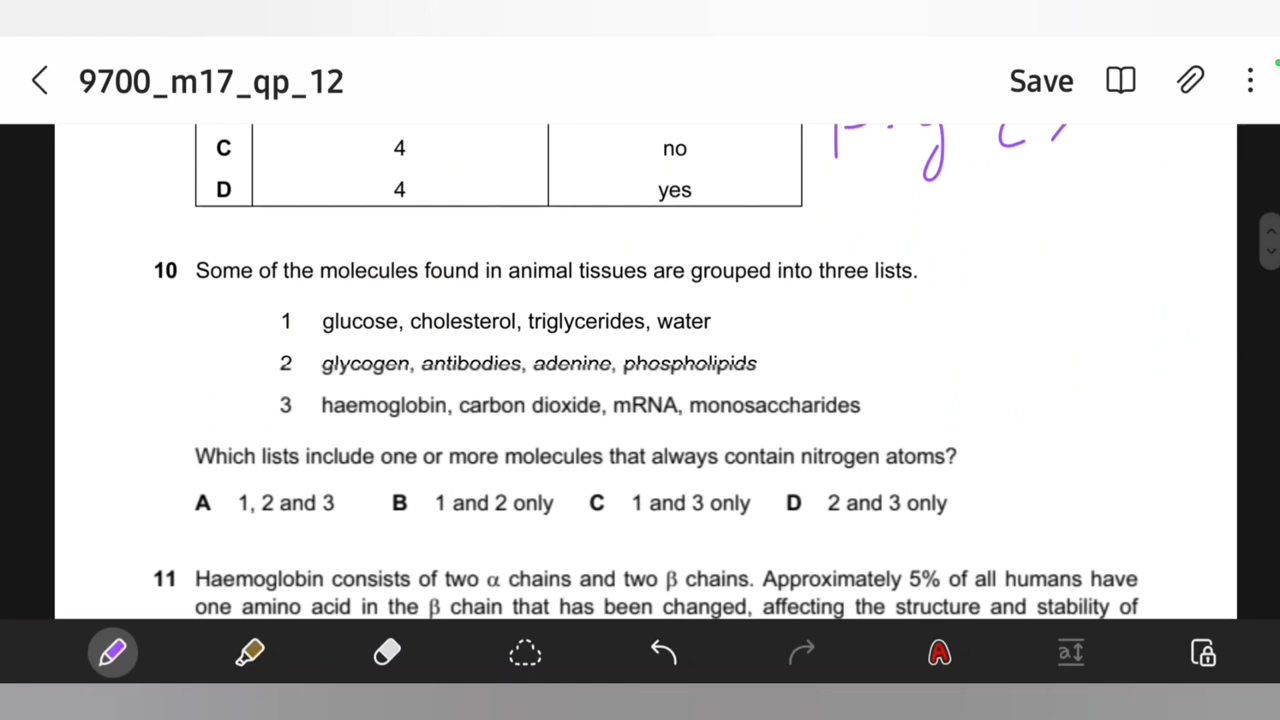 9700_m17_qp_12 Save
C 4 no
D 4 yes
10 Some of the molecules found in animal tissues are grouped into three lists.
1 glucose, cholesterol, triglycerides, water
2 glycogen, antibodies, adenine, phospholipids
3 haemoglobin, carbon dioxide, mRNA, monosaccharides
Which lists include one or more molecules that always contain nitrogen atoms?
A 1, 2 and 3 B 1 and 2 only C 1 and 3 only D 2 and 3 only
11 Haemoglobin consists of two α chains and two β chains. Approximately 5% of all humans have
one amino acid in the β chain that has been changed, affecting the structure and stability of